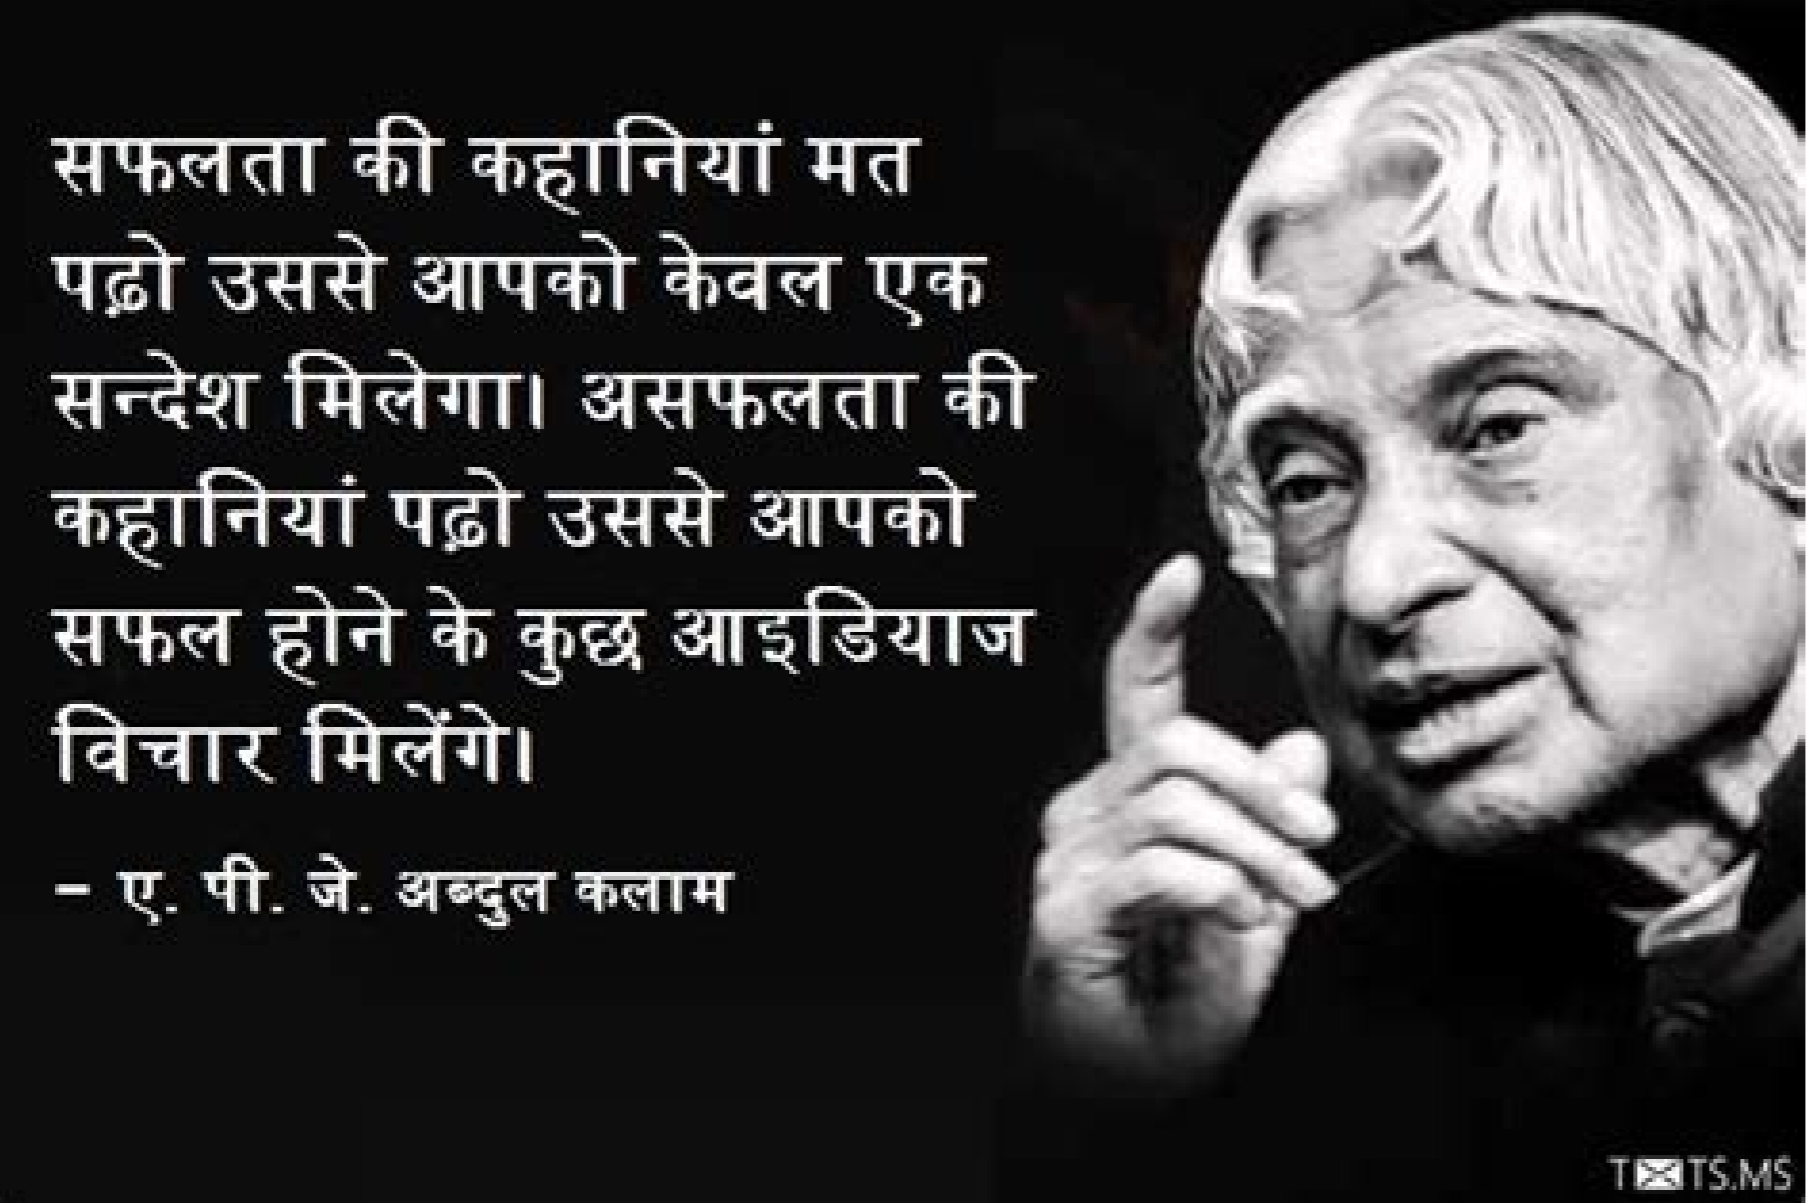 सफलता की कहानियां मत
पढ़ो उससे आपको केवल एक
सन्देश मिलेगा। असफलता की
कहानियां पढ़ो उससे आपको
सफल होने के कुछ आइडियाज
विचार मिलेंगे।
– ए. पी. जे. अब्दुल कलाम
T✉TS.MS